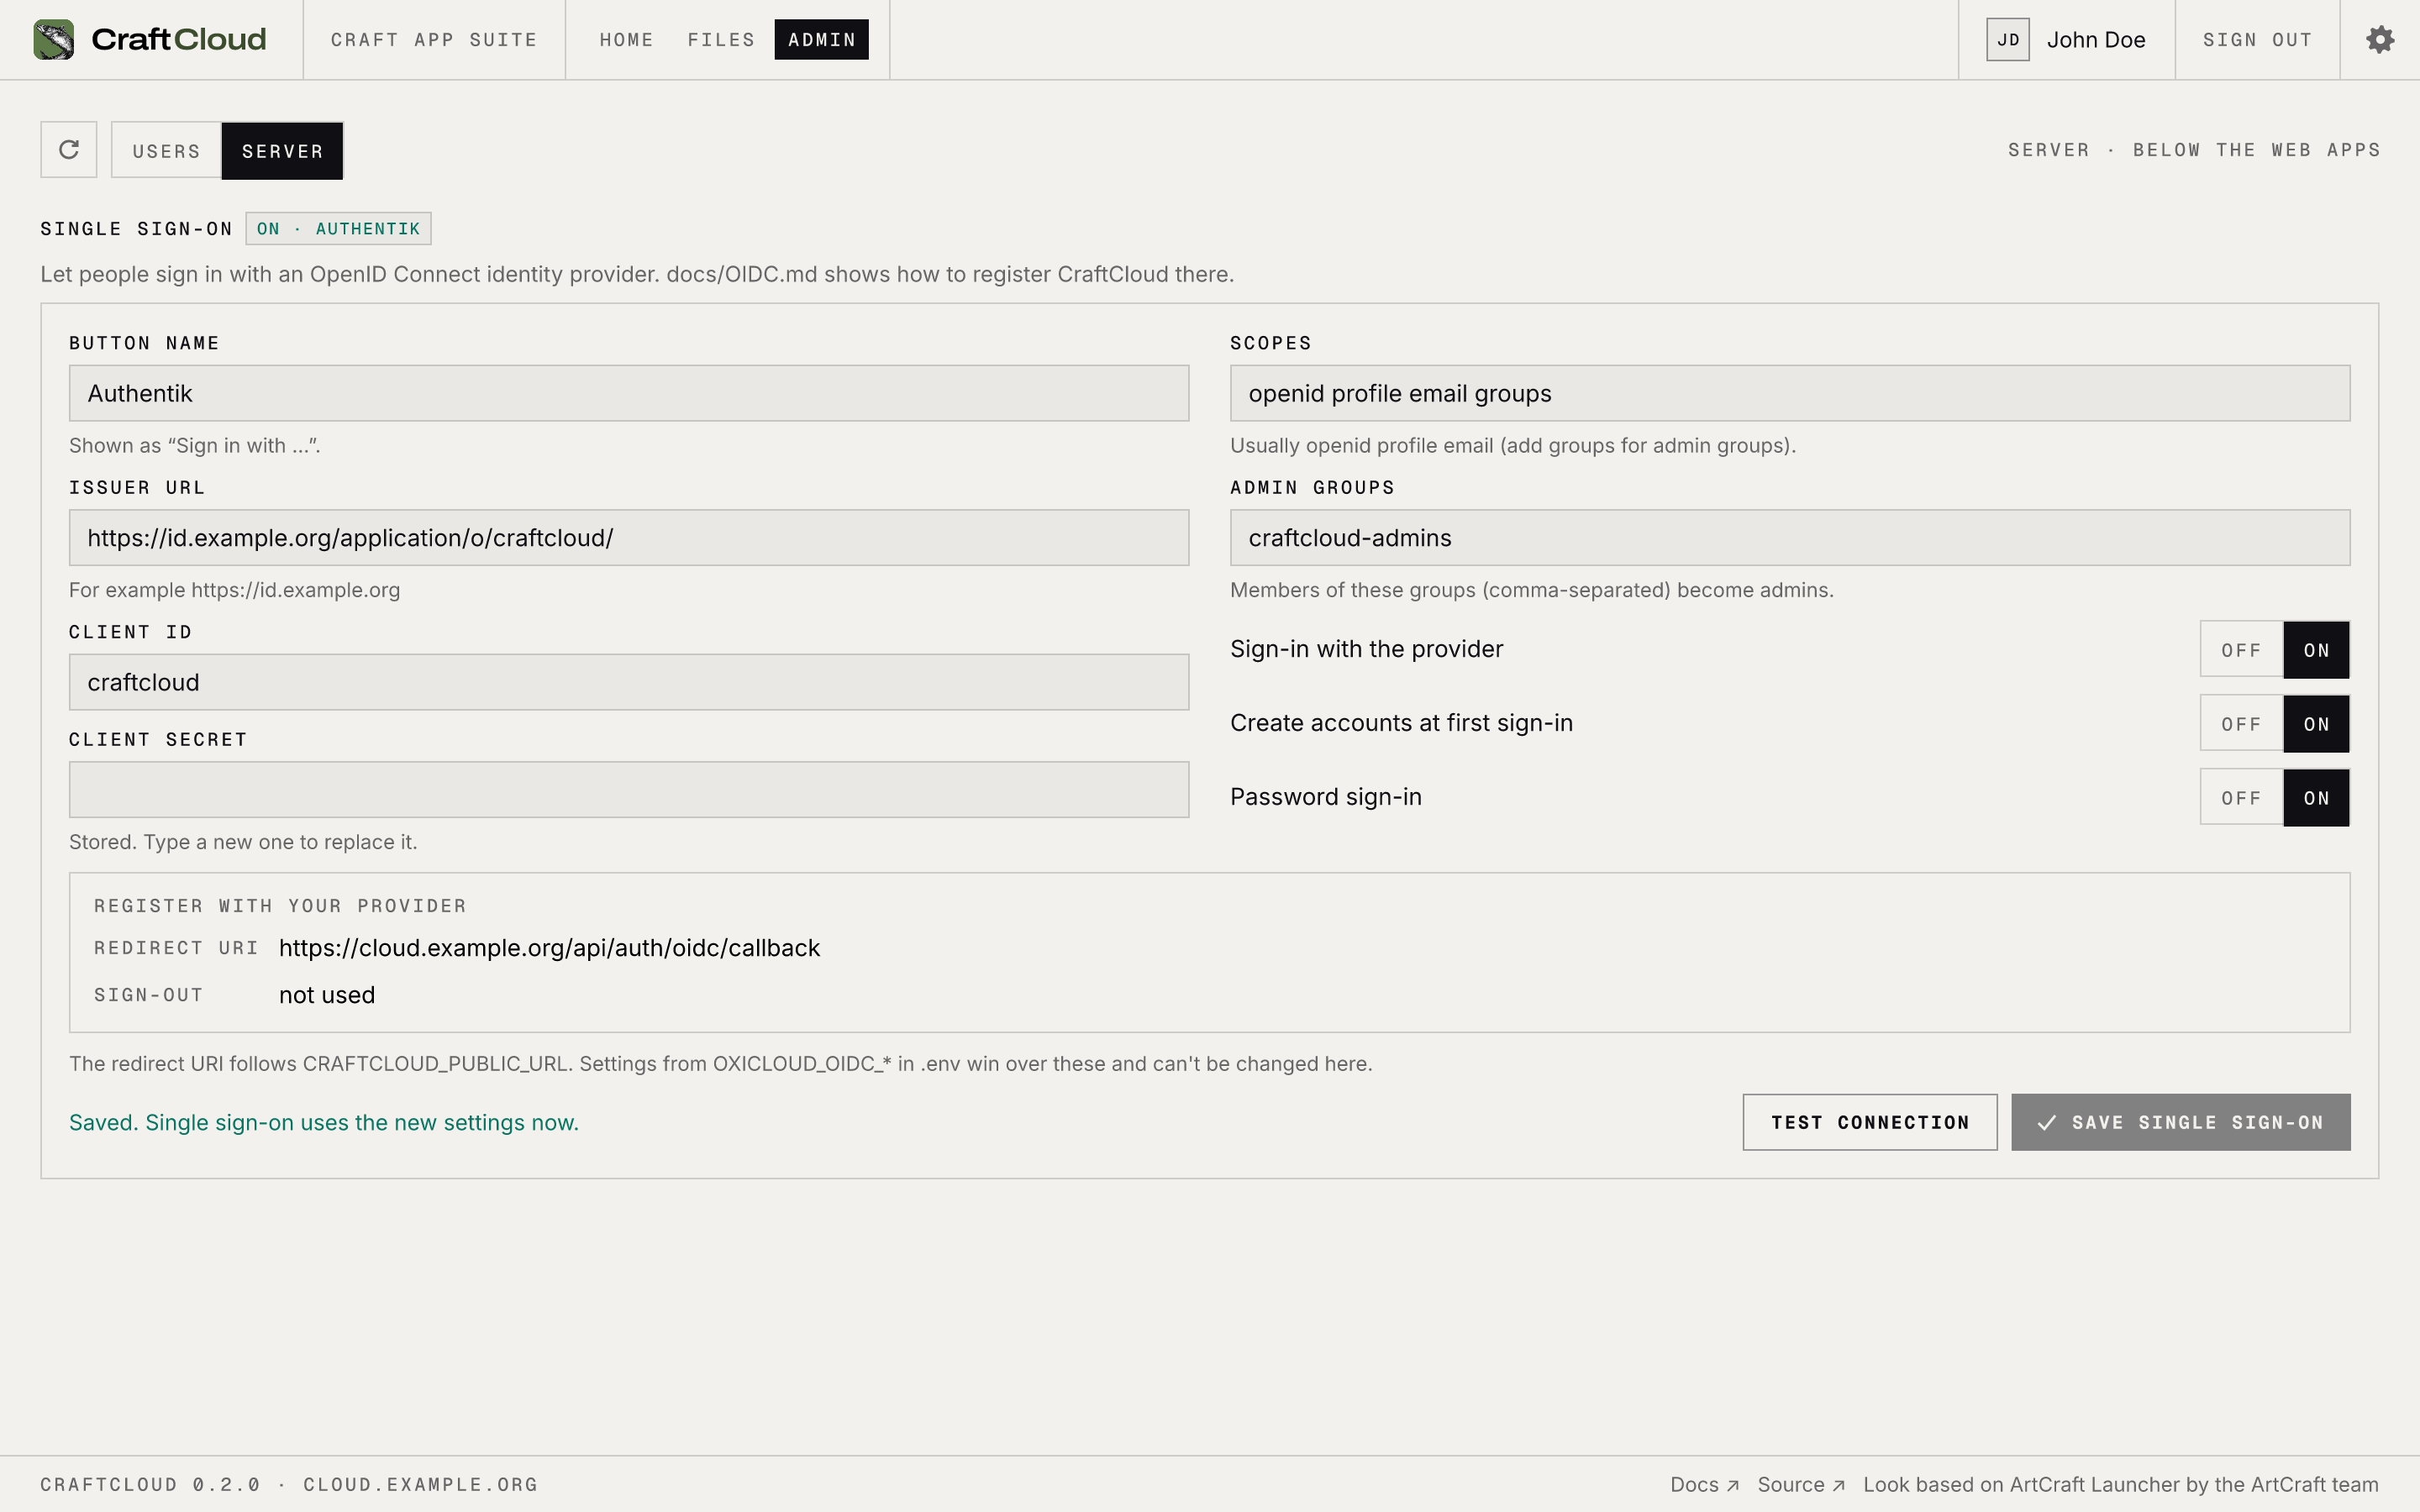 CraftCloud
CRAFT APP SUITE
HOME FILES ADMIN
JD John Doe
SIGN OUT
USERS SERVER
SERVER · BELOW THE WEB APPS
SINGLE SIGN-ON ON · AUTHENTIK
Let people sign in with an OpenID Connect identity provider. docs/OIDC.md shows how to register CraftCloud there.
BUTTON NAME
Authentik
Shown as “Sign in with ...”.
ISSUER URL
https://id.example.org/application/o/craftcloud/
For example https://id.example.org
CLIENT ID
craftcloud
CLIENT SECRET
Stored. Type a new one to replace it.
SCOPES
openid profile email groups
Usually openid profile email (add groups for admin groups).
ADMIN GROUPS
craftcloud-admins
Members of these groups (comma-separated) become admins.
Sign-in with the provider OFF ON
Create accounts at first sign-in OFF ON
Password sign-in OFF ON
REGISTER WITH YOUR PROVIDER
REDIRECT URI https://cloud.example.org/api/auth/oidc/callback
SIGN-OUT not used
The redirect URI follows CRAFTCLOUD_PUBLIC_URL. Settings from OXICLOUD_OIDC_* in .env win over these and can't be changed here.
Saved. Single sign-on uses the new settings now.
TEST CONNECTION
SAVE SINGLE SIGN-ON
CRAFTCLOUD 0.2.0 · CLOUD.EXAMPLE.ORG
Docs ↗ Source ↗ Look based on ArtCraft Launcher by the ArtCraft team